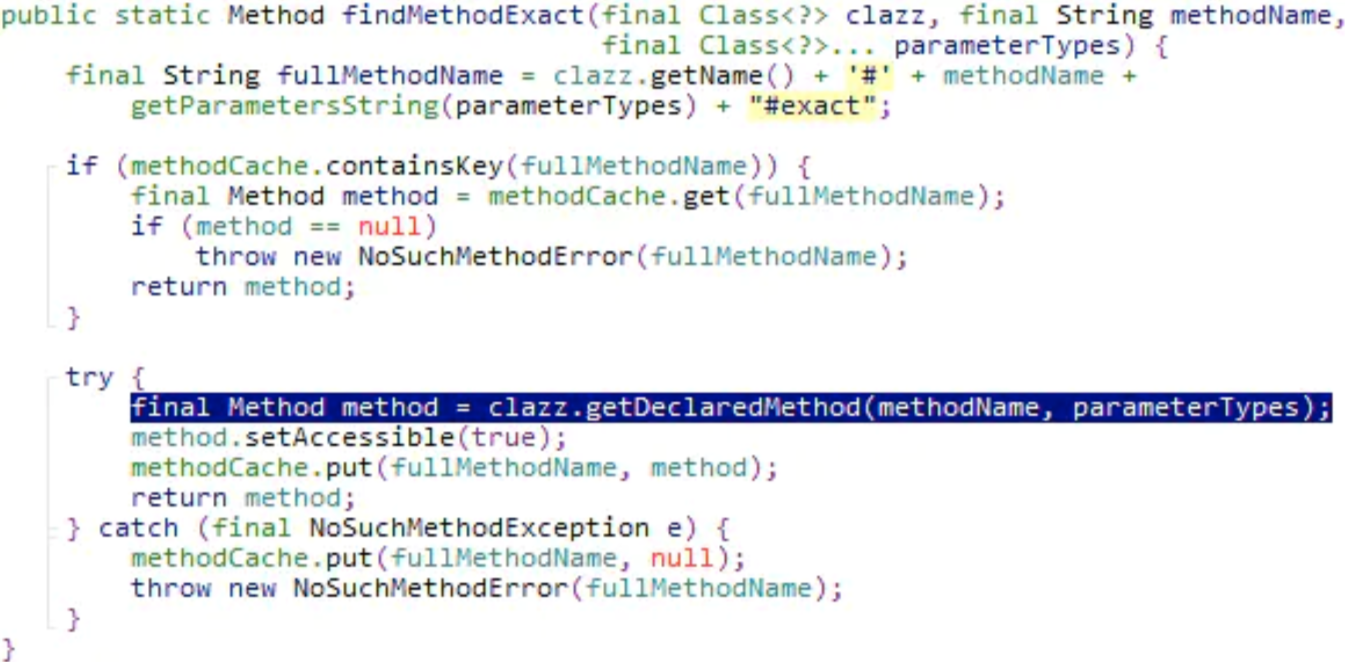 public static Method findMethodExact(final Class<?> clazz, final String methodName,
final Class<?>... parameterTypes) {
final String fullMethodName = clazz.getName() + '#' + methodName +
getParametersString(parameterTypes) + "#exact";
if (methodCache.containsKey(fullMethodName)) {
final Method method = methodCache.get(fullMethodName);
if (method == null)
throw new NoSuchMethodError(fullMethodName);
return method;
}
try {
final Method method = clazz.getDeclaredMethod(methodName, parameterTypes);
method.setAccessible(true);
methodCache.put(fullMethodName, method);
return method;
} catch (final NoSuchMethodException e) {
methodCache.put(fullMethodName, null);
throw new NoSuchMethodError(fullMethodName);
}
}